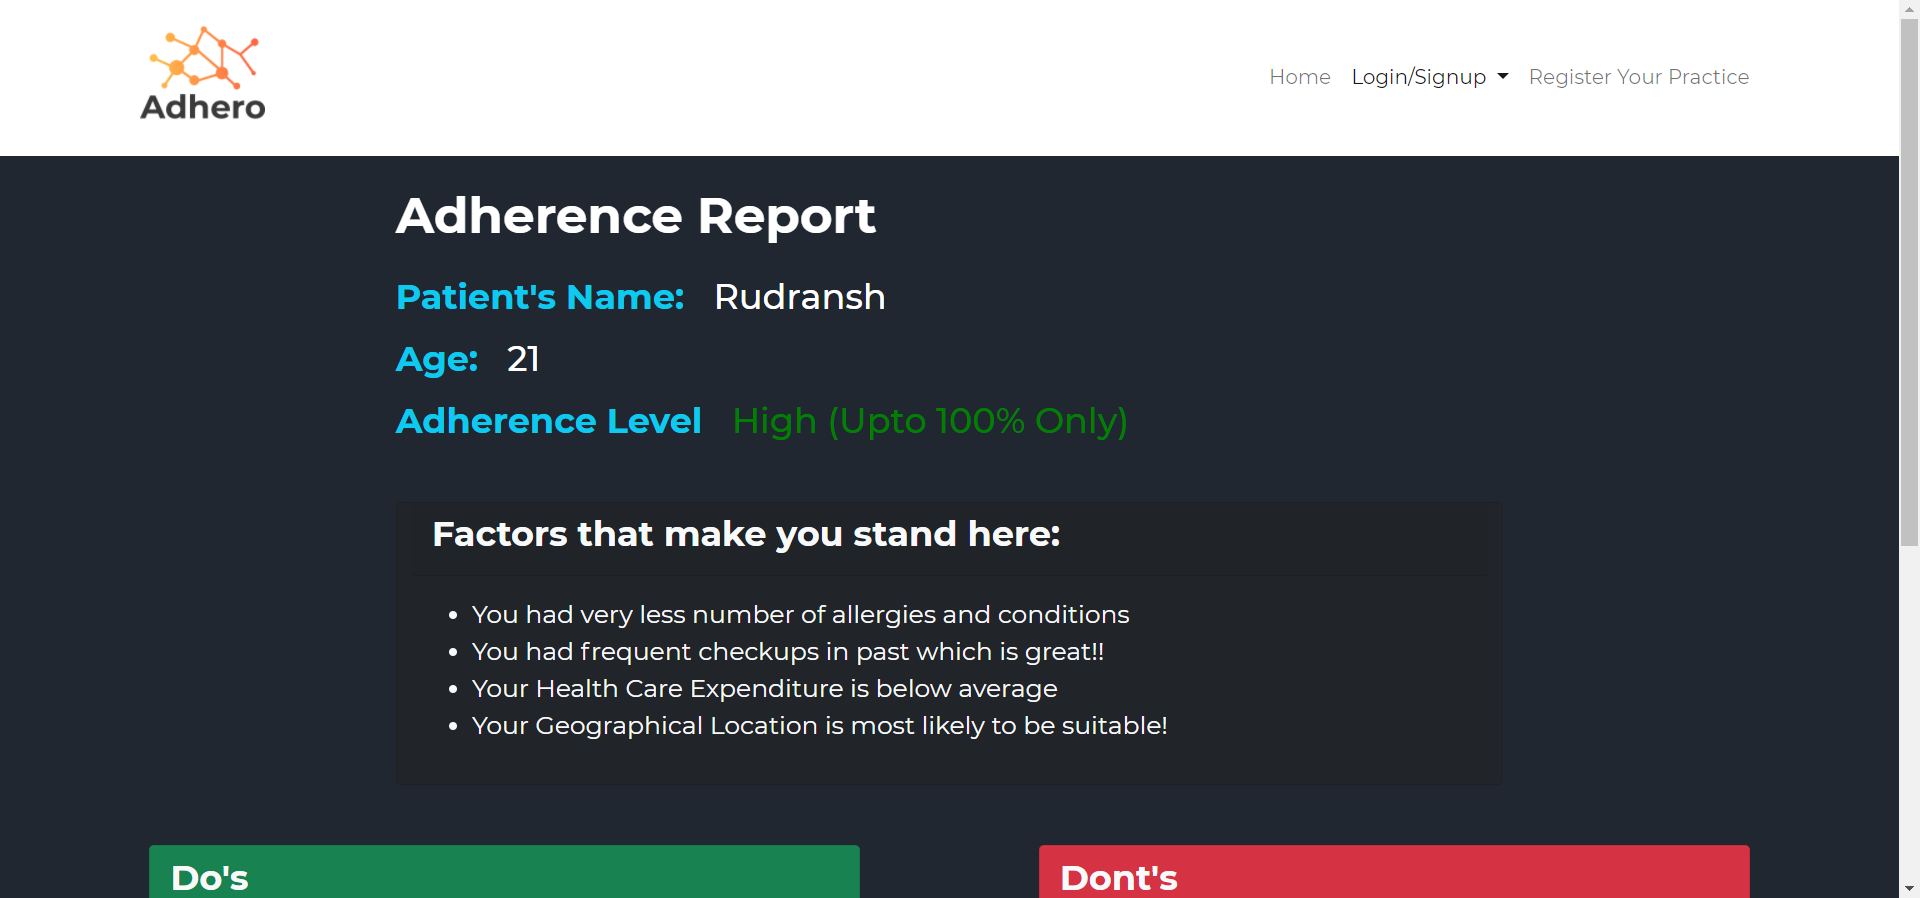 Adhero
Home Login/Signup Register Your Practice
Adherence Report
Patient's Name: Rudransh
Age: 21
Adherence Level High (Upto 100% Only)
Factors that make you stand here:
You had very less number of allergies and conditions
You had frequent checkups in past which is great!!
Your Health Care Expenditure is below average
Your Geographical Location is most likely to be suitable!
Do's
Dont's